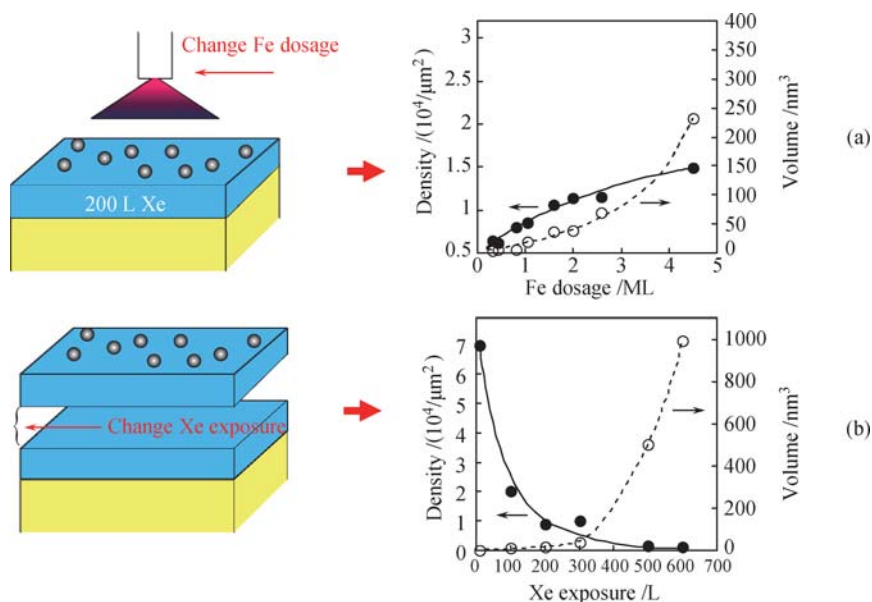 Change Fe dosage
200 L Xe
Density /(10⁴/μm²)
3
2.5
2
1.5
1
0.5
400
350
300
250
200
150
100
50
0
Volume /nm³
0 1 2 3 4 5
Fe dosage /ML
(a)
Change Xe exposure
Density /(10⁴/μm²)
7
6
5
4
3
2
1
0
1000
800
600
400
200
0
Volume /nm³
0 100 200 300 400 500 600 700
Xe exposure /L
(b)